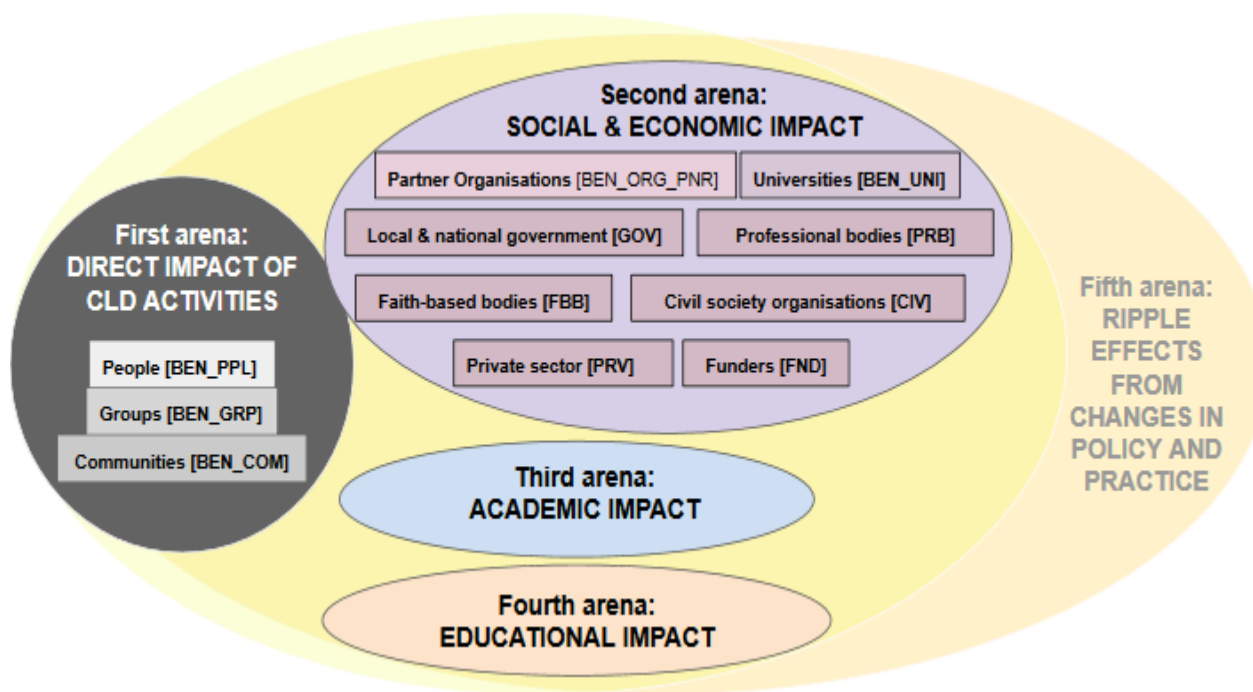 First arena:
DIRECT IMPACT OF
CLD ACTIVITIES
People [BEN_PPL]
Groups [BEN_GRP]
Communities [BEN_COM]
Second arena:
SOCIAL & ECONOMIC IMPACT
Partner Organisations [BEN_ORG_PNR]
Universities [BEN_UNI]
Local & national government [GOV]
Professional bodies [PRB]
Faith-based bodies [FBB]
Civil society organisations [CIV]
Private sector [PRV]
Funders [FND]
Third arena:
ACADEMIC IMPACT
Fourth arena:
EDUCATIONAL IMPACT
Fifth arena:
RIPPLE
EFFECTS
FROM
CHANGES IN
POLICY AND
PRACTICE